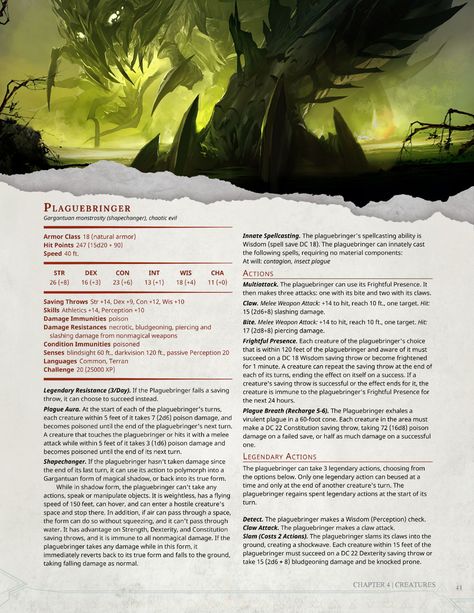 PLAGUEBRINGER
Gargantuan monstrosity (shapechanger), chaotic evil
Armor Class 18 (natural armor)
Hit Points 247 (15d20 + 90)
Speed 40 ft.
STR DEX CON INT WIS CHA
26 (+8) 16 (+3) 23 (+6) 13 (+1) 18 (+4) 11 (+0)
Saving Throws Str +14, Dex +9, Con +12, Wis +10
Skills Athletics +14, Perception +10
Damage Immunities poison
Damage Resistances necrotic, bludgeoning, piercing and
slashing damage from nonmagical weapons
Condition Immunities poisoned
Senses blindsight 60 ft., darkvision 120 ft., passive Perception 20
Languages Common, Terran
Challenge 20 (25000 XP)
Legendary Resistance (3/Day). If the Plaguebringer fails a saving
throw, it can choose to succeed instead.
Plague Aura. At the start of each of the plaguebringer's turns,
each creature within 5 feet of it takes 7 (2d6) poison damage, and
becomes poisoned until the end of the plaguebringer's next turn.
A creature that touches the plaguebringer or hits it with a melee
attack while within 5 feet of it takes 3 (1d6) poison damage and
becomes poisoned until the end of its next turn.
Shapechanger. If the plaguebringer hasn't taken damage since
the end of its last turn, it can use its action to polymorph into a
Gargantuan form of magical shadow, or back into its true form.
While in shadow form, the plaguebringer can't take any
actions, speak or manipulate objects. It is weightless, has a flying
speed of 150 feet, can hover, and can enter a hostile creature's
space and stop there. In addition, if air can pass through a space,
the form can do so without squeezing, and it can't pass through
water. It has advantage on Strength, Dexterity, and Constitution
saving throws, and it is immune to all nonmagical damage. If the
plaguebringer takes any damage while in this form, it
immediately reverts back to its true form and falls to the ground,
taking falling damage as normal.
Innate Spellcasting. The plaguebringer's spellcasting ability is
Wisdom (spell save DC 18). The plaguebringer can innately cast
the following spells, requiring no material components:
At will: contagion, insect plague
ACTIONS
Multiattack. The plaguebringer can use its Frightful Presence. It
then makes three attacks: one with its bite and two with its claws.
Claw. Melee Weapon Attack: +14 to hit, reach 10 ft., one target. Hit:
15 (2d6+8) slashing damage.
Bite. Melee Weapon Attack: +14 to hit, reach 10 ft., one target. Hit:
17 (2d8+8) piercing damage.
Frightful Presence. Each creature of the plaguebringer's choice
that is within 120 feet of the plaguebringer and aware of it must
succeed on a DC 18 Wisdom saving throw or become frightened
for 1 minute. A creature can repeat the saving throw at the end of
each of its turns, ending the effect on itself on a success. If a
creature's saving throw is successful or the effect ends for it, the
creature is immune to the plaguebringer's Frightful Presence for
the next 24 hours.
Plague Breath (Recharge 5-6). The Plaguebringer exhales a
virulent plague in a 60-foot cone. Each creature in the area must
make a DC 22 Constitution saving throw, taking 72 (16d8) poison
damage on a failed save, or half as much damage on a successful
one.
LEGENDARY ACTIONS
The plaguebringer can take 3 legendary actions, choosing from
the options below. Only one legendary action can beused at a
time and only at the end of another creature's turn. The
plaguebringer regains spent legendary actions at the start of its
turn.
Detect. The plaguebringer makes a Wisdom (Perception) check.
Claw Attack. The plaguebringer makes a claw attack.
Slam (Costs 2 Actions). The plaguebringer slams its claws into the
ground, creating a shockwave. Each creature within 15 feet of the
plaguebringer must succeed on a DC 22 Dexterity saving throw or
take 15 (2d6 + 8) bludgeoning damage and be knocked prone.
CHAPTER 4 | CREATURES
41